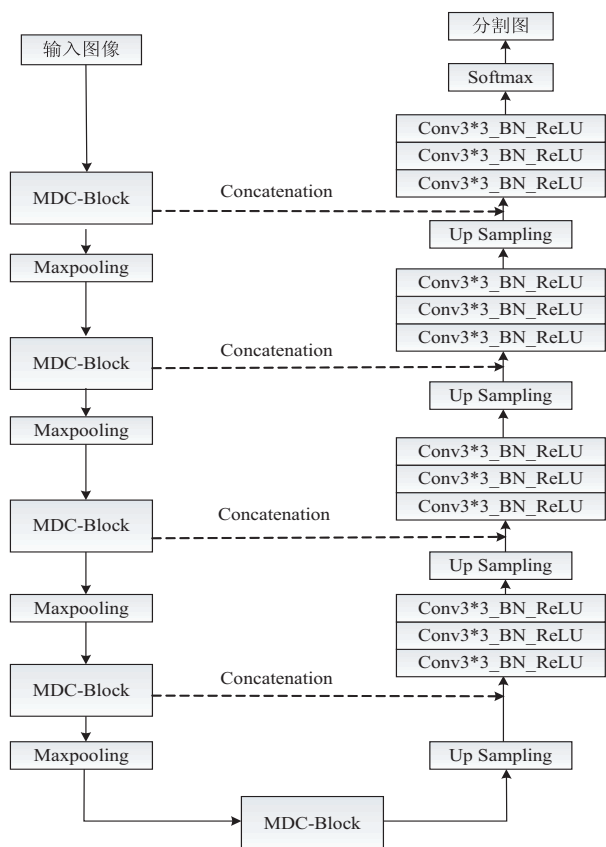 输入图像
MDC-Block
Maxpooling
MDC-Block
Maxpooling
MDC-Block
Maxpooling
MDC-Block
Maxpooling
MDC-Block
Concatenation
Concatenation
Concatenation
Concatenation
分割图
Softmax
Conv3*3_BN_ReLU
Conv3*3_BN_ReLU
Conv3*3_BN_ReLU
Up Sampling
Conv3*3_BN_ReLU
Conv3*3_BN_ReLU
Conv3*3_BN_ReLU
Up Sampling
Conv3*3_BN_ReLU
Conv3*3_BN_ReLU
Conv3*3_BN_ReLU
Up Sampling
Conv3*3_BN_ReLU
Conv3*3_BN_ReLU
Conv3*3_BN_ReLU
Up Sampling